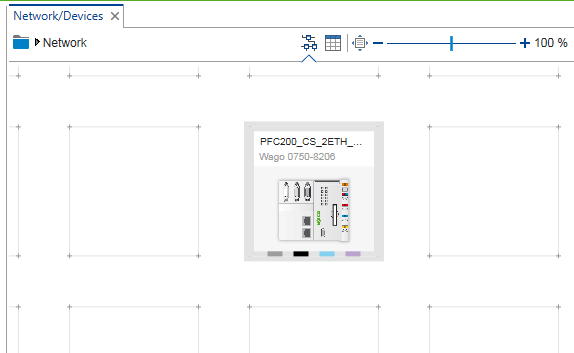 Network/Devices
Network
100 %
PFC200_CS_2ETH_...
Wago 0750-8206